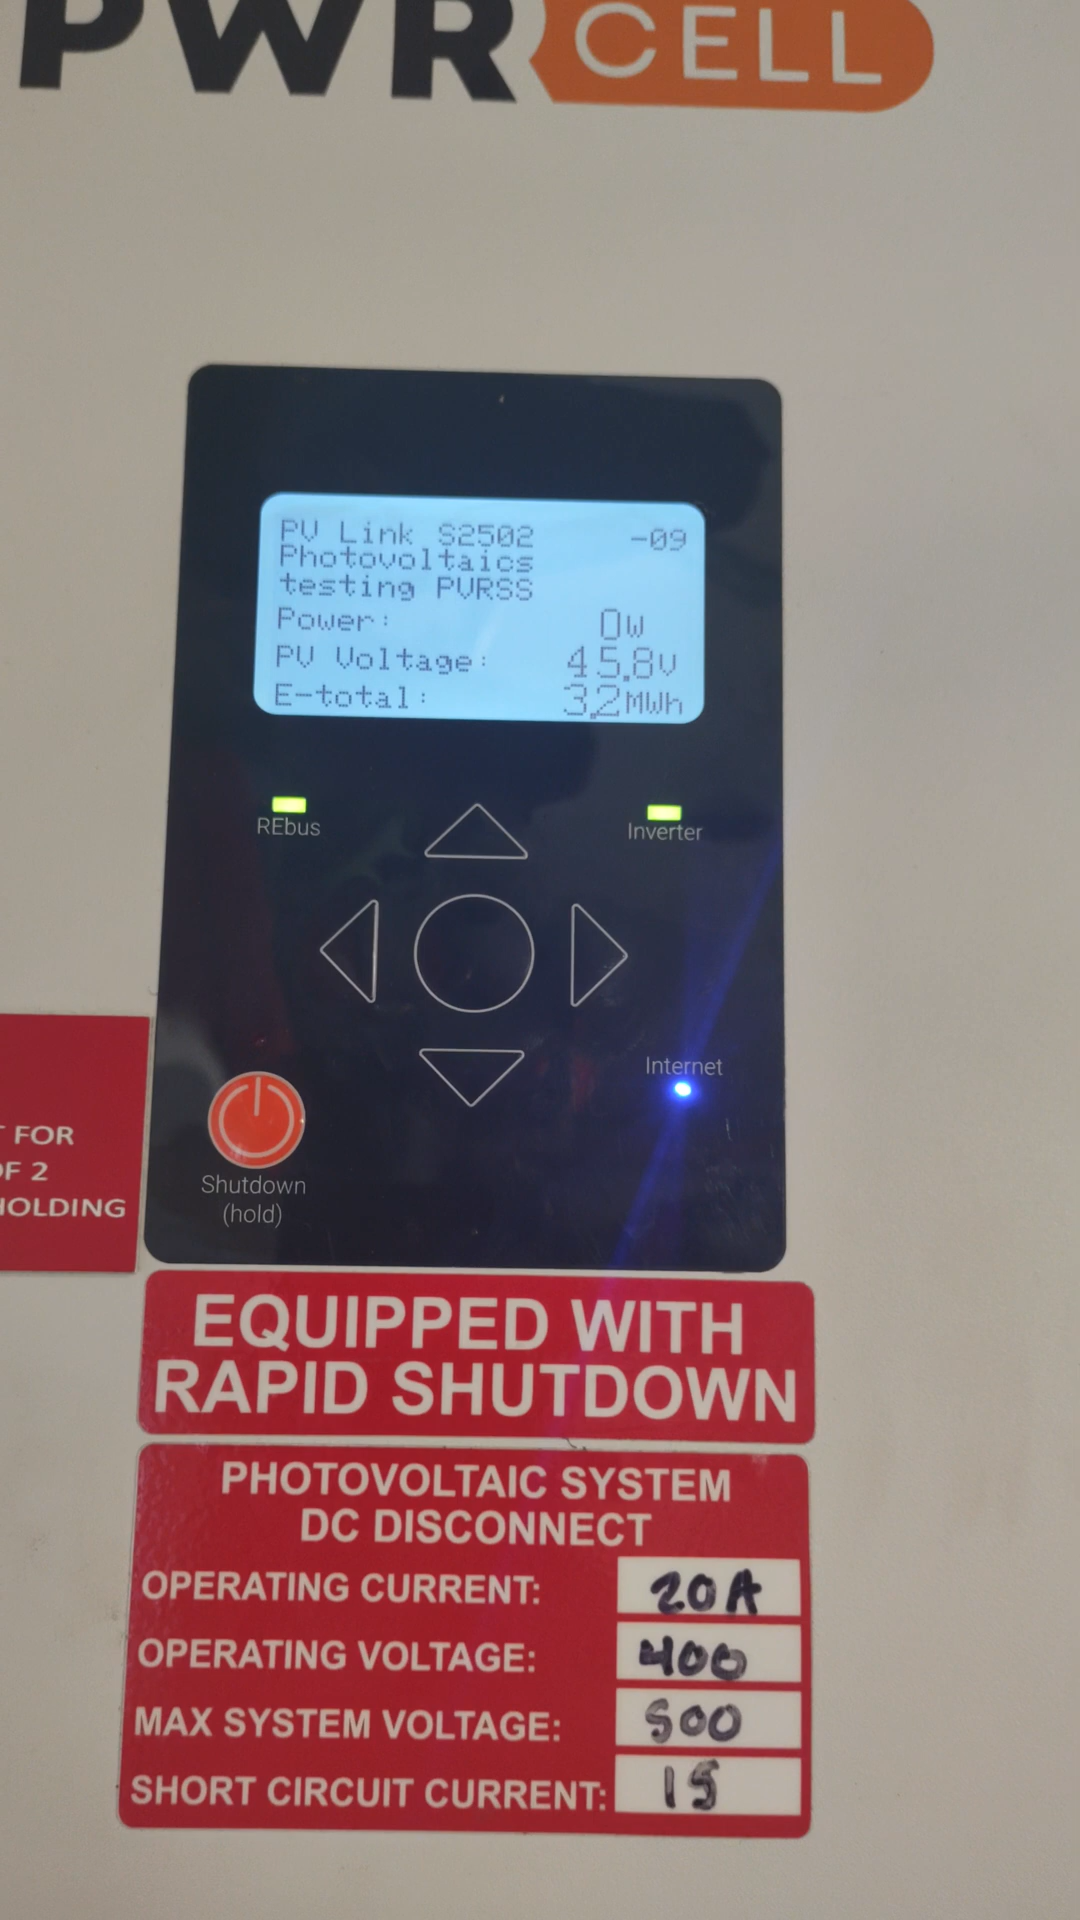 PWR CELL
PV Link S2502 -09
Photovoltaics
testing PVRSS
Power: 0w
PV Voltage: 45.8v
E-total: 3.2MWh
REbus
Inverter
Internet
Shutdown
(hold)
FOR
OF 2
HOLDING
EQUIPPED WITH
RAPID SHUTDOWN
PHOTOVOLTAIC SYSTEM
DC DISCONNECT
OPERATING CURRENT: 20A
OPERATING VOLTAGE: 400
MAX SYSTEM VOLTAGE: 500
SHORT CIRCUIT CURRENT: 15